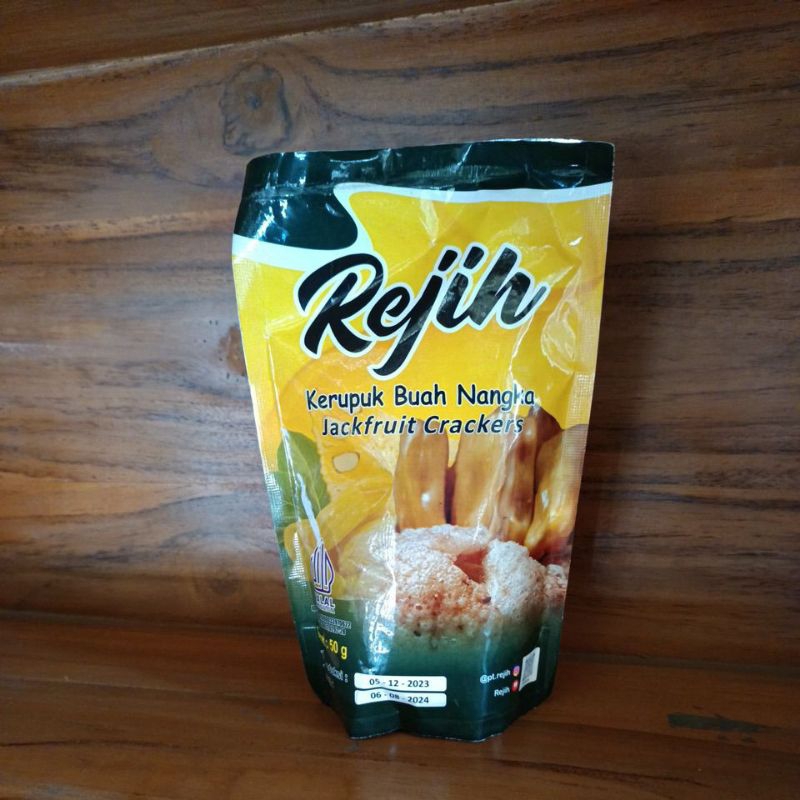 Rejih
Kerupuk Buah Nangka
Jackfruit Crackers
50 g
05 - 12 - 2023
06 - 08 - 2024
@pt.rejih
Rejih